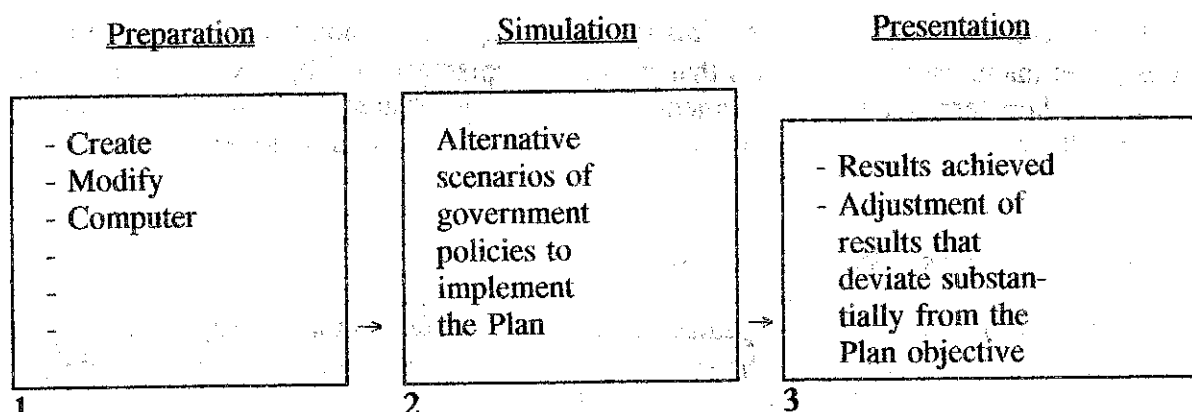 Preparation
Simulation
Presentation
- Create
- Modify
- Computer
-
-
-
Alternative
scenarios of
government
policies to
implement
the Plan
- Results achieved
- Adjustment of
results that
deviate substan-
tially from the
Plan objective
→
→
1
2
3